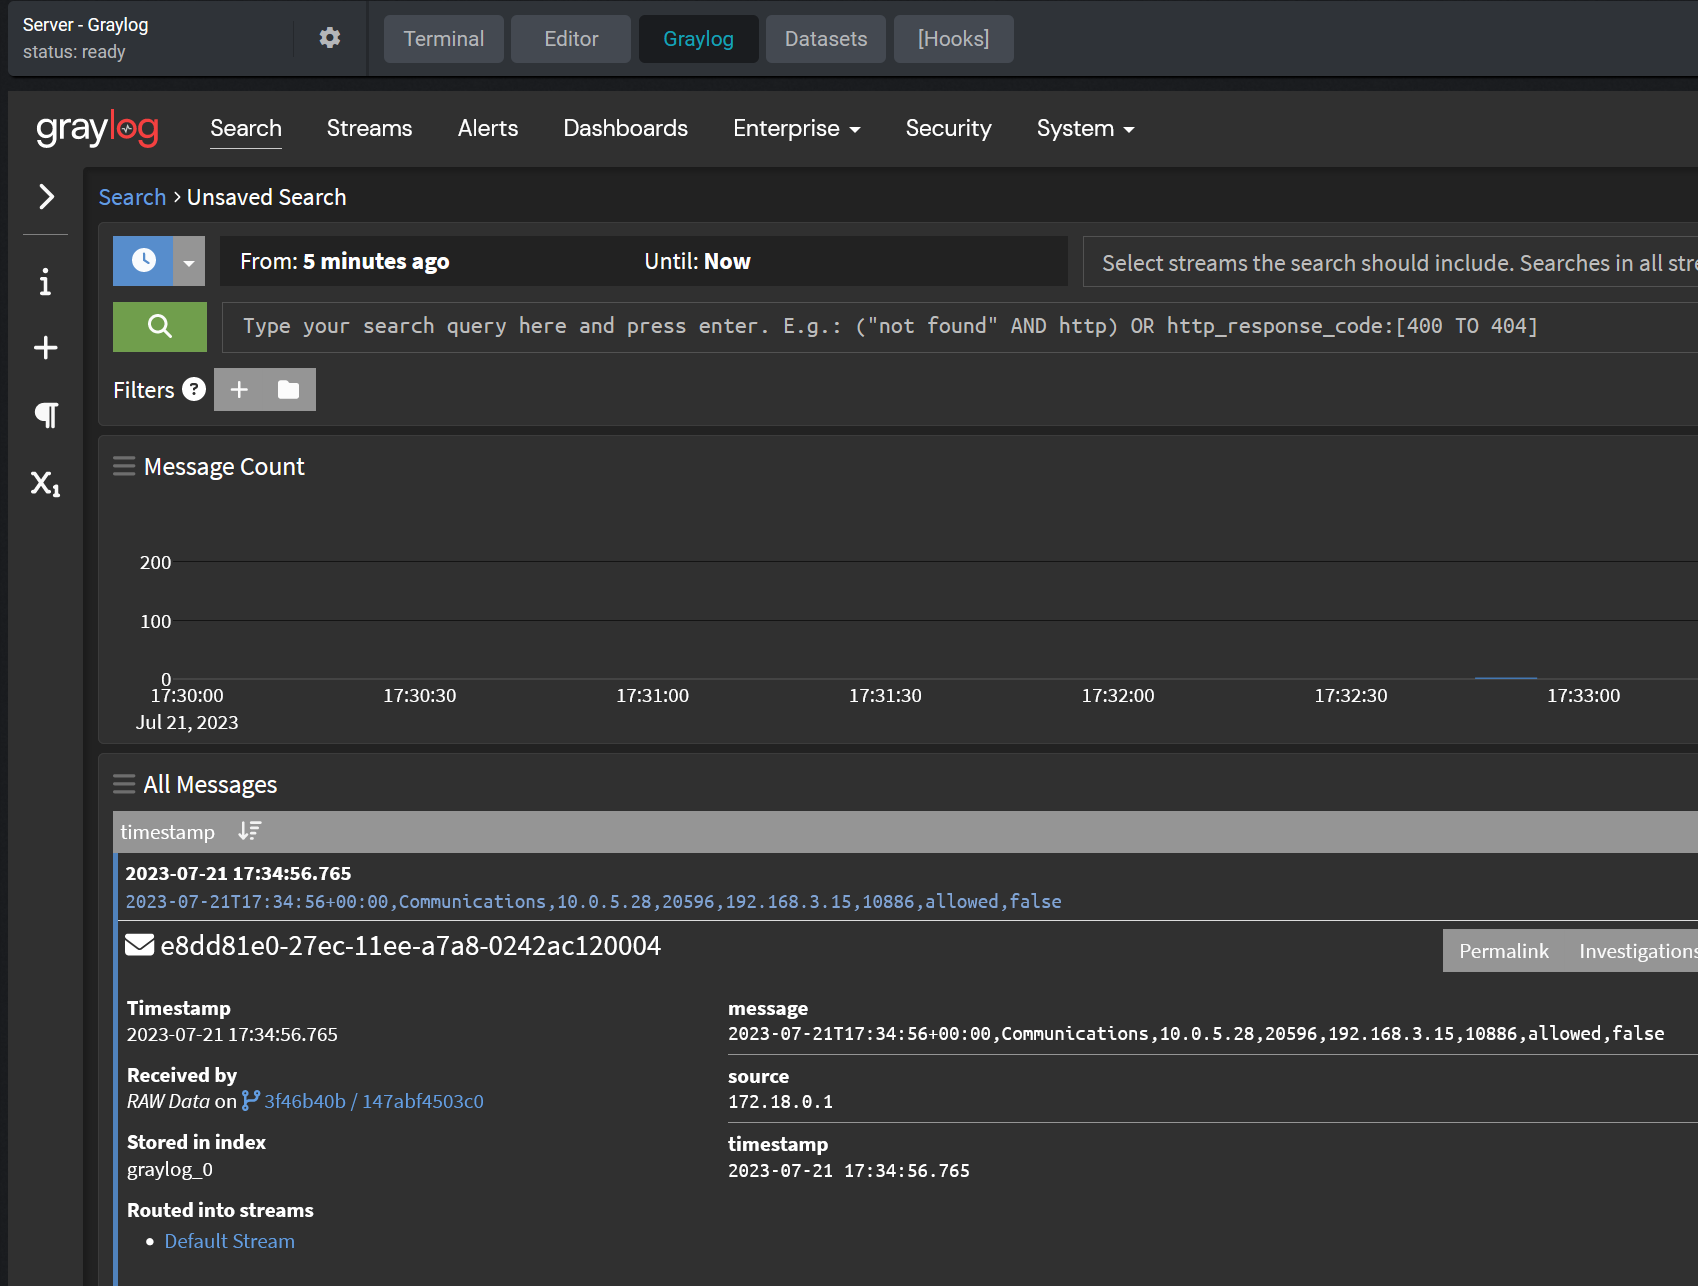 Server - Graylog
status: ready
Terminal
Editor
Graylog
Datasets
[Hooks]
graylog
Search
Streams
Alerts
Dashboards
Enterprise
Security
System
Search › Unsaved Search
From: 5 minutes ago
Until: Now
Select streams the search should include. Searches in all stre
Type your search query here and press enter. E.g.: ("not found" AND http) OR http_response_code:[400 TO 404]
Filters ?
Message Count
200
100
0
17:30:00
17:30:30
17:31:00
17:31:30
17:32:00
17:32:30
17:33:00
Jul 21, 2023
All Messages
timestamp
2023-07-21 17:34:56.765
2023-07-21T17:34:56+00:00,Communications,10.0.5.28,20596,192.168.3.15,10886,allowed,false
e8dd81e0-27ec-11ee-a7a8-0242ac120004
Permalink
Investigations
Timestamp
2023-07-21 17:34:56.765
Received by
RAW Data on 3f46b40b / 147abf4503c0
Stored in index
graylog_0
Routed into streams
• Default Stream
message
2023-07-21T17:34:56+00:00,Communications,10.0.5.28,20596,192.168.3.15,10886,allowed,false
source
172.18.0.1
timestamp
2023-07-21 17:34:56.765